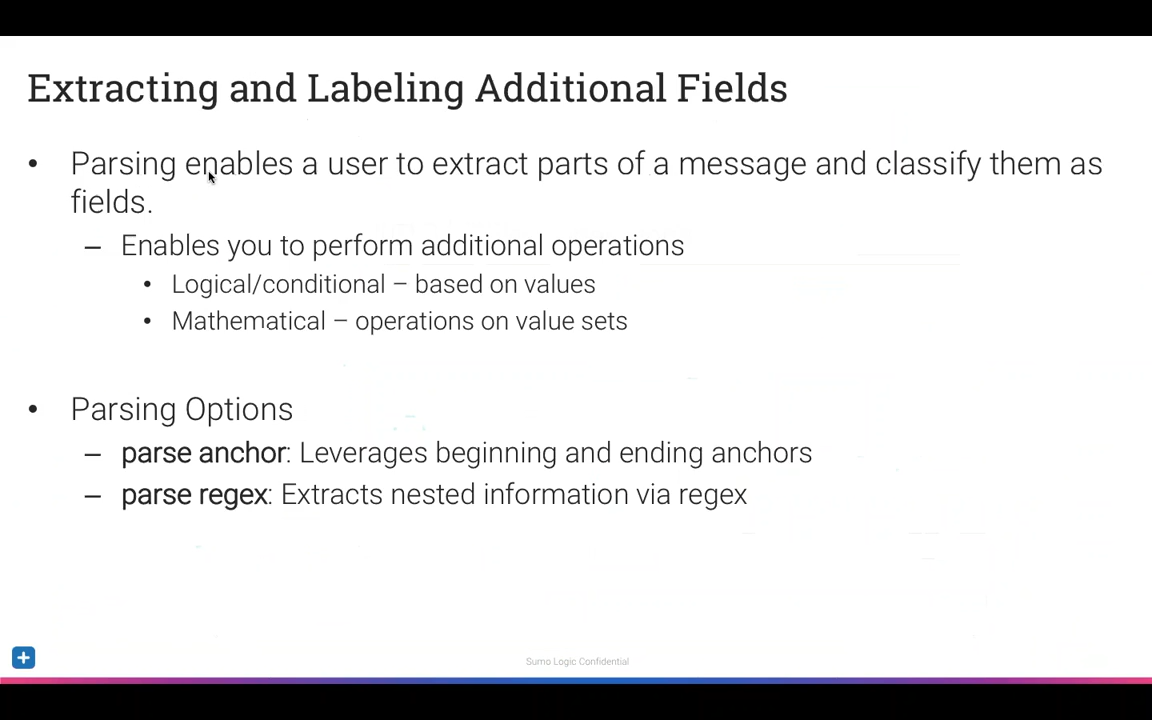 Extracting and Labeling Additional Fields
• Parsing enables a user to extract parts of a message and classify them as
fields.
– Enables you to perform additional operations
• Logical/conditional – based on values
• Mathematical – operations on value sets
• Parsing Options
– parse anchor: Leverages beginning and ending anchors
– parse regex: Extracts nested information via regex
Sumo Logic Confidential